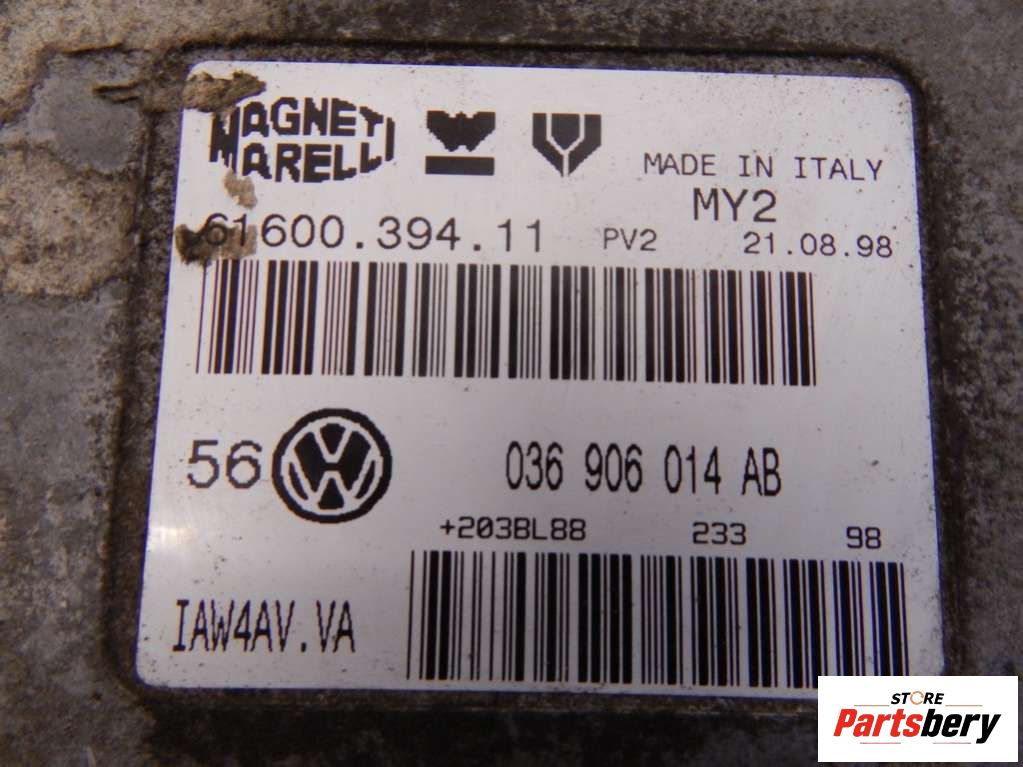 MAGNETI
MARELLI
MADE IN ITALY
MY2
61600.394.11 PV2 21.08.98
56 VW 036 906 014 AB
+203BL88 233 98
IAW4AV.VA
STORE
Partsbery